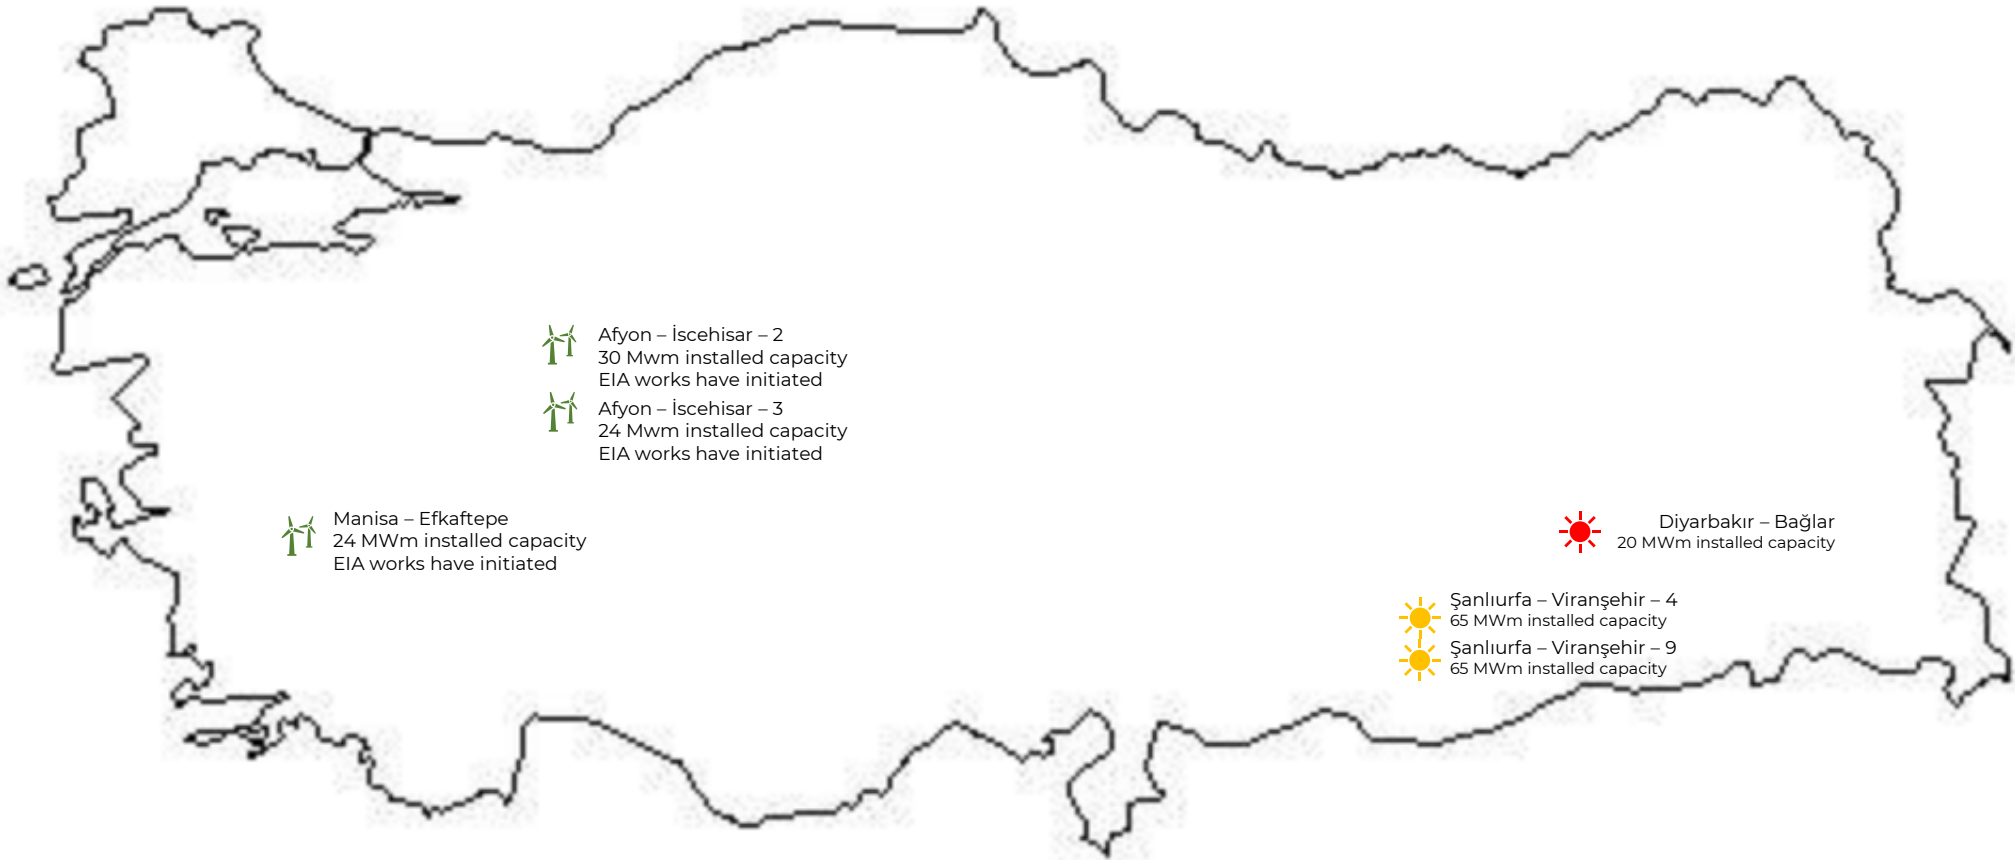 Afyon – İscehisar – 2
30 Mwm installed capacity
EIA works have initiated
Afyon – İscehisar – 3
24 Mwm installed capacity
EIA works have initiated
Manisa – Efkaftepe
24 MWm installed capacity
EIA works have initiated
Diyarbakır – Bağlar
20 MWm installed capacity
Şanlıurfa – Viranşehir – 4
65 MWm installed capacity
Şanlıurfa – Viranşehir – 9
65 MWm installed capacity